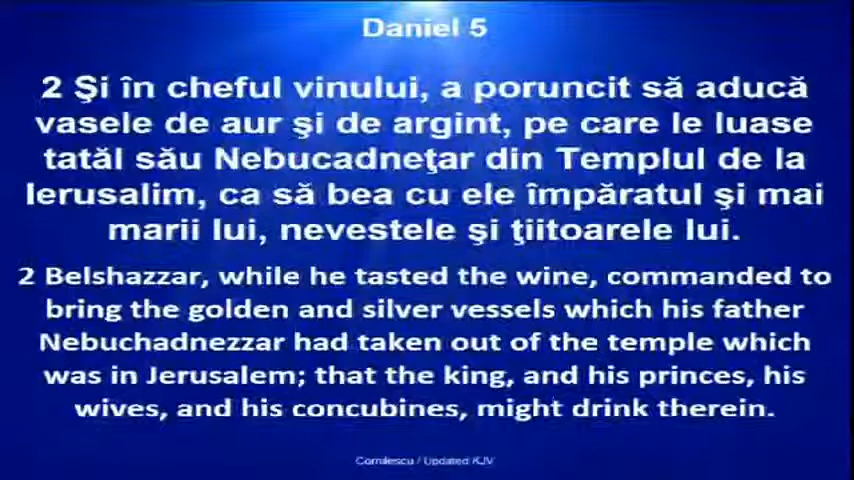 Daniel 5
2 Şi în cheful vinului, a poruncit să aducă
vasele de aur şi de argint, pe care le luase
tatăl său Nebucadneţar din Templul de la
Ierusalim, ca să bea cu ele împăratul şi mai
marii lui, nevestele şi ţiitoarele lui.
2 Belshazzar, while he tasted the wine, commanded to
bring the golden and silver vessels which his father
Nebuchadnezzar had taken out of the temple which
was in Jerusalem; that the king, and his princes, his
wives, and his concubines, might drink therein.
Cornilescu / Updated KJV